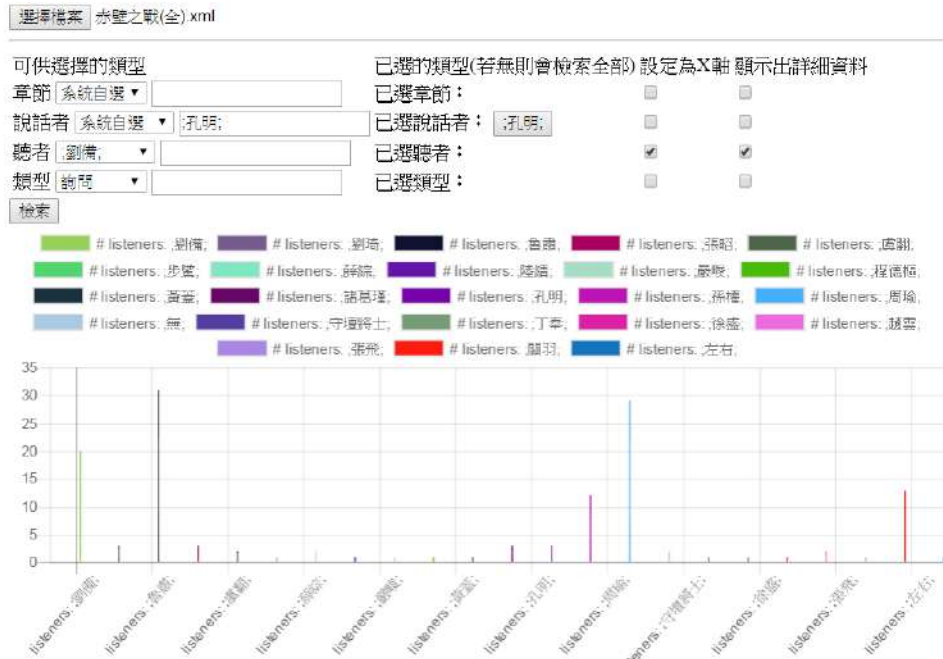 選擇檔案 赤壁之戰(全).xml
可供選擇的類型 已選的類型(若無則會檢索全部) 設定為X軸 顯示出詳細資料
章節 系統自選 已選章節：
說話者 系統自選 ;孔明; 已選說話者： ;孔明;
聽者 ;劉備; 已選聽者：
類型 詢問 已選類型：
檢索
# listeners: ;劉備; # listeners: ;劉琦; # listeners: ;魯肅; # listeners: ;張昭; # listeners: ;虞翻;
# listeners: ;步騭; # listeners: ;薛綜; # listeners: ;陸績; # listeners: ;嚴畯; # listeners: ;程德樞;
# listeners: ;黃蓋; # listeners: ;諸葛瑾; # listeners: ;孔明; # listeners: ;孫權; # listeners: ;周瑜;
# listeners: ;無; # listeners: ;守壇將士; # listeners: ;丁奉; # listeners: ;徐盛; # listeners: ;趙雲;
# listeners: ;張飛; # listeners: ;關羽; # listeners: ;左右;
35
30
25
20
15
10
5
0
listeners: ;劉備;
listeners: ;魯肅;
listeners: ;虞翻;
listeners: ;薛綜;
listeners: ;嚴畯;
listeners: ;黃蓋;
listeners: ;孔明;
listeners: ;周瑜;
listeners: ;守壇將士;
listeners: ;徐盛;
listeners: ;張飛;
listeners: ;左右;